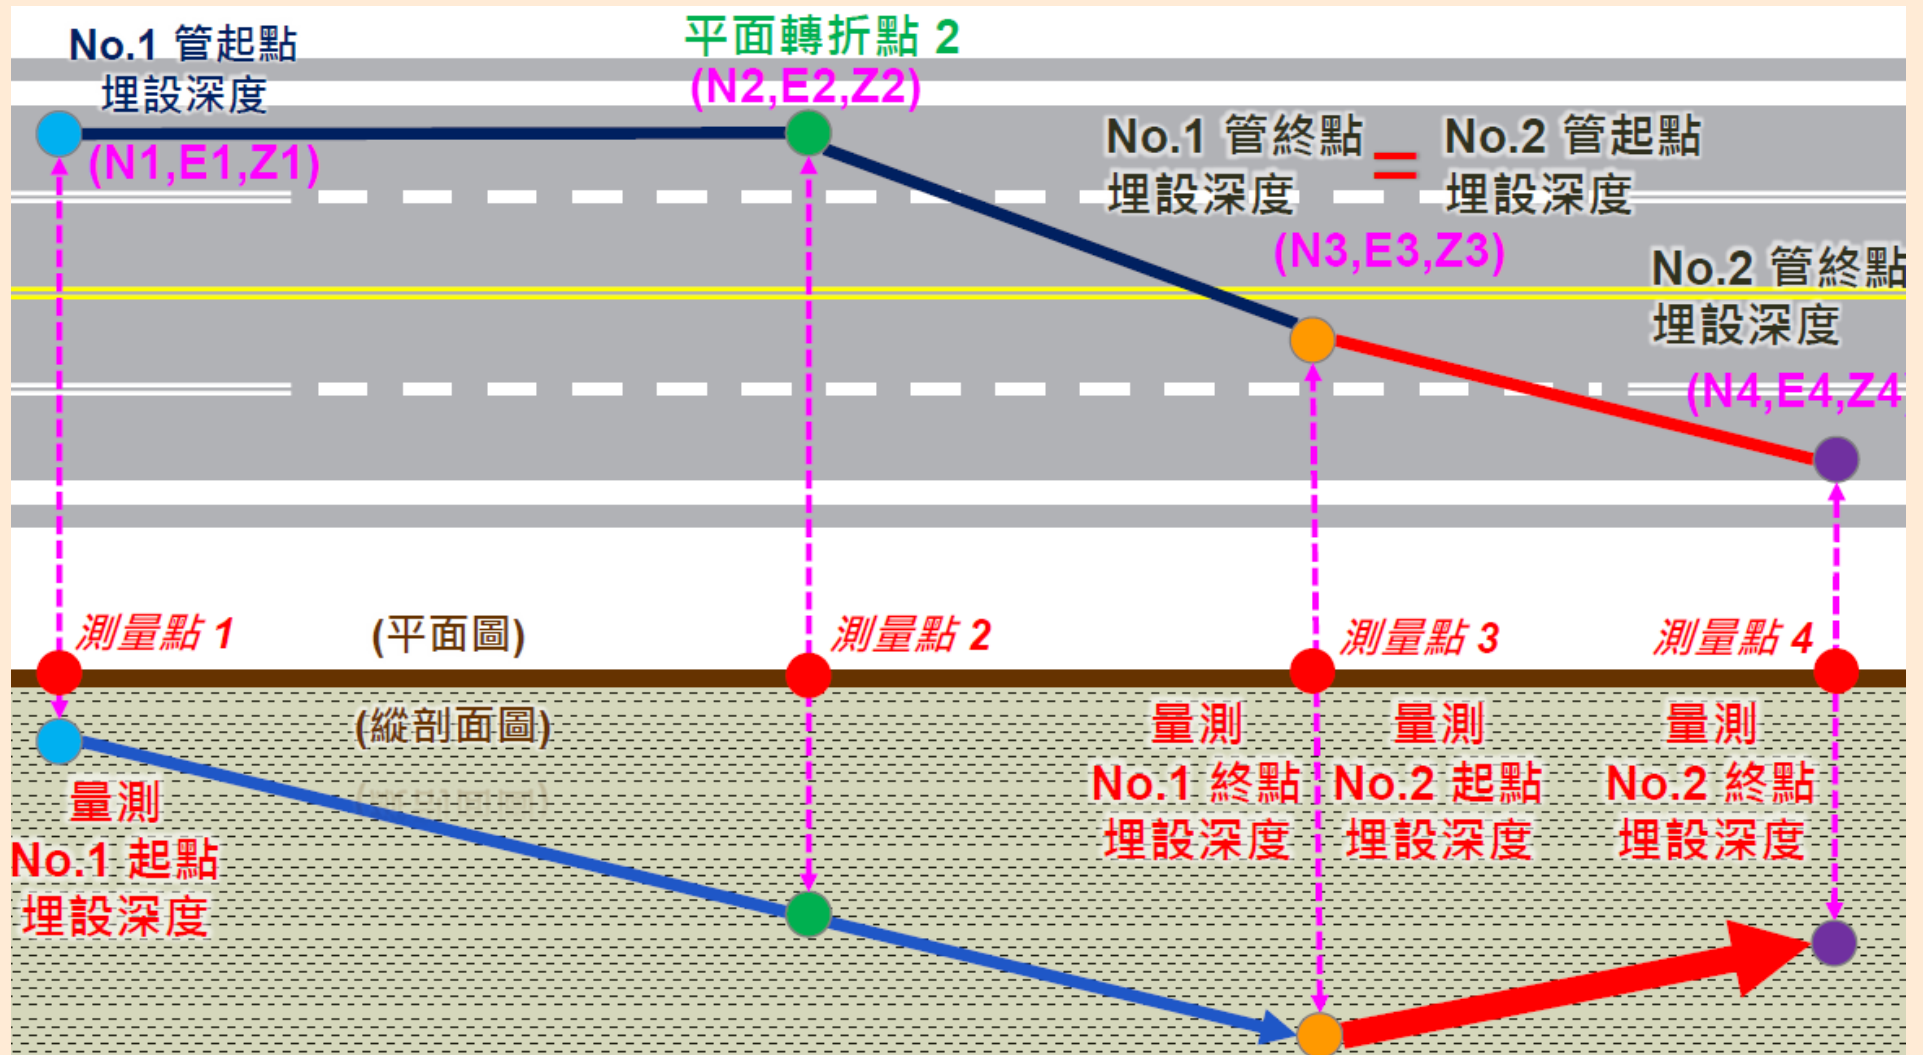 No.1 管起點
埋設深度
(N1,E1,Z1)
平面轉折點 2
(N2,E2,Z2)
No.1 管終點
埋設深度
=
No.2 管起點
埋設深度
(N3,E3,Z3)
No.2 管終點
埋設深度
(N4,E4,Z4
測量點 1
(平面圖)
測量點 2
測量點 3
測量點 4
(縱剖面圖)
量測
No.1 起點
埋設深度
量測
No.1 終點
埋設深度
量測
No.2 起點
埋設深度
量測
No.2 終點
埋設深度